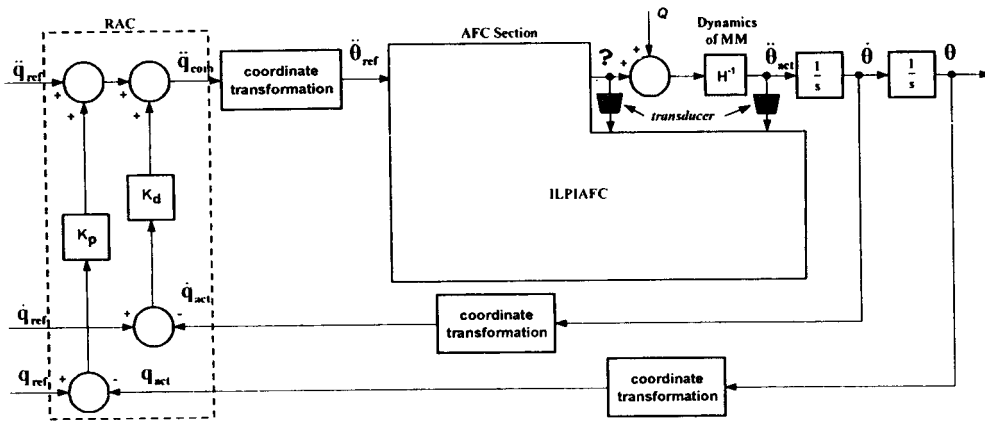 RAC
AFC Section
Q
Dynamics
of MM
q̈ref
q̈com
coordinate
transformation
θ̈ref
?
H⁻¹
θ̈act
1/s
θ̇
1/s
θ
+
+
+
+
+
+
transducer
Kd
Kp
ILPIAFC
q̇ref
+
-
q̇act
coordinate
transformation
qref
+
-
qact
coordinate
transformation